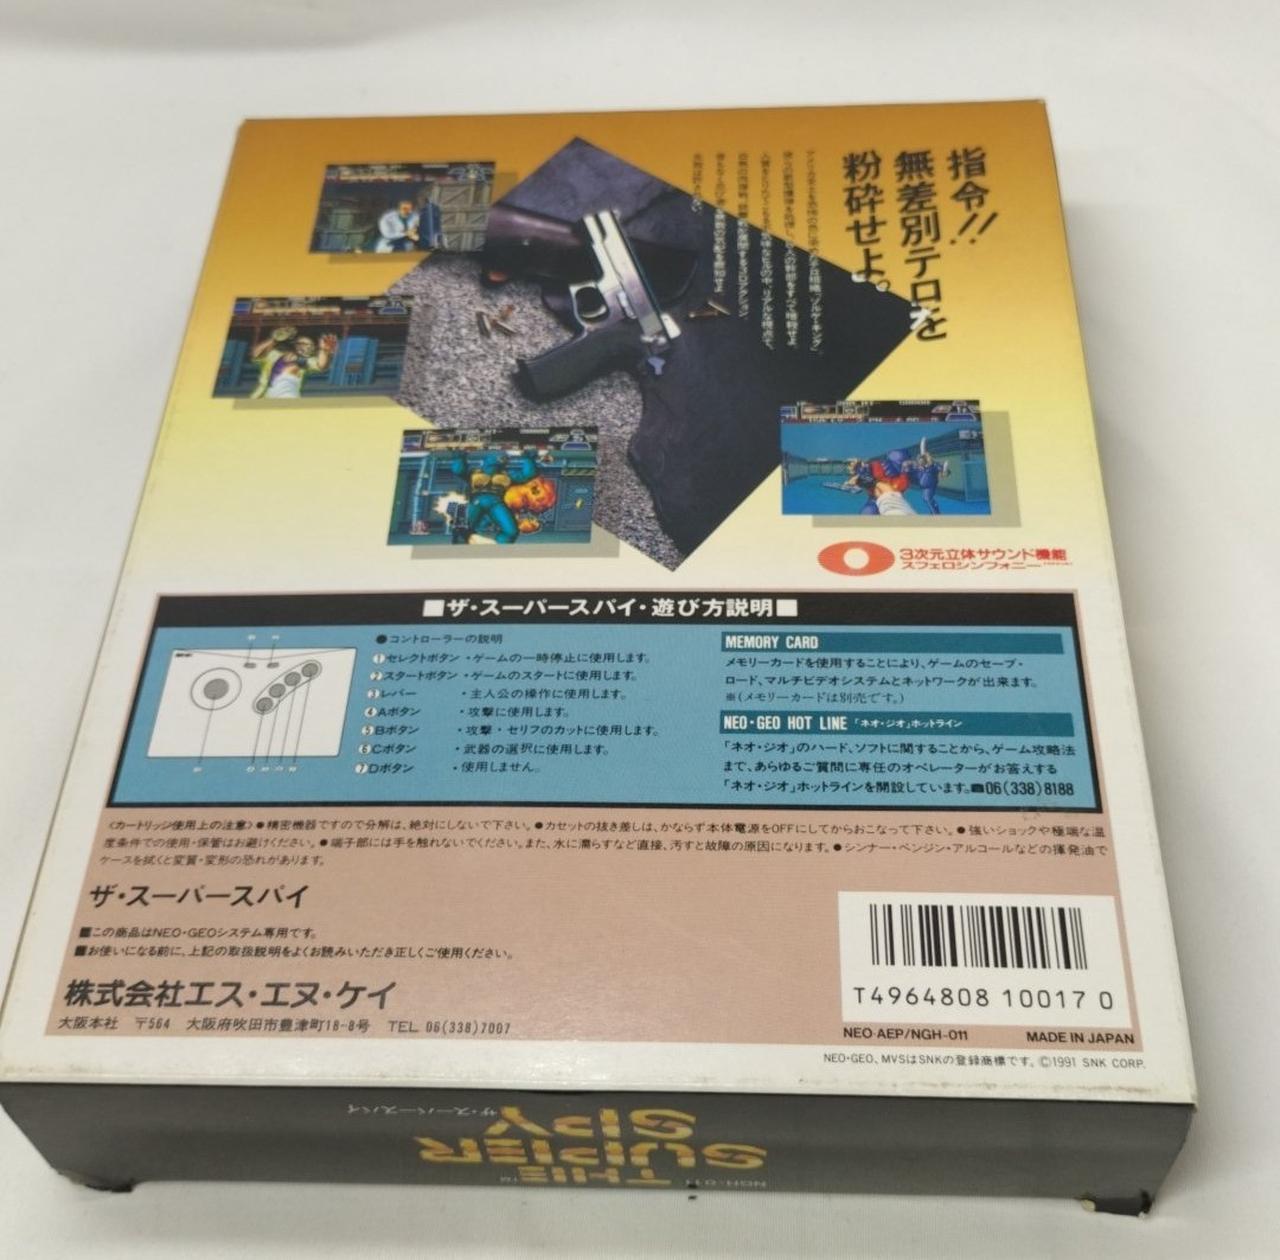 指令!!
無差別テロを
粉砕せよ。
3次元立体サウンド機能
スフェロシンフォニー
■ザ・スーパースパイ・遊び方説明■
●コントローラーの説明
①セレクトボタン・ゲームの一時停止に使用します。
②スタートボタン・ゲームのスタートに使用します。
③レバー ・主人公の操作に使用します。
④Aボタン ・攻撃に使用します。
⑤Bボタン ・攻撃・セリフのカットに使用します。
⑥Cボタン ・武器の選択に使用します。
⑦Dボタン ・使用しません。
MEMORY CARD
メモリーカードを使用することにより、ゲームのセーブ・
ロード、マルチビデオシステムとネットワークが出来ます。
※(メモリーカードは別売です。)
NEO・GEO HOT LINE 「ネオ・ジオ」ホットライン
「ネオ・ジオ」のハード、ソフトに関することから、ゲーム攻略法
まで、あらゆるご質問に専任のオペレーターがお答えする
「ネオ・ジオ」ホットラインを開設しています。☎06(338)8188
〈カートリッジ使用上の注意〉●精密機器ですので分解は、絶対にしないで下さい。●カセットの抜き差しは、かならず本体電源をOFFにしてからおこなって下さい。●強いショックや極端な温
度条件での使用・保管はお避けください。●端子部には手を触れないでください。また、水に濡らすなど直接、汚すと故障の原因になります。●シンナー・ベンジン・アルコールなどの揮発油で
ケースを拭くと変質・変形の恐れがあります。
ザ・スーパースパイ
■この商品はNEO・GEOシステム専用です。
■お使いになる前に、上記の取扱説明をよくお読みいただき正しくご使用ください。
株式会社エス・エヌ・ケイ
大阪本社 〒564 大阪府吹田市豊津町18-8号 TEL 06(338)7007
T4964808 10017 0
NEO・AEP/NGH-011 MADE IN JAPAN
NEO・GEO、MVSはSNKの登録商標です。©1991 SNK CORP.
ザ・スーパースパイ
THE
SUPER
SPY
TM
NGH-011